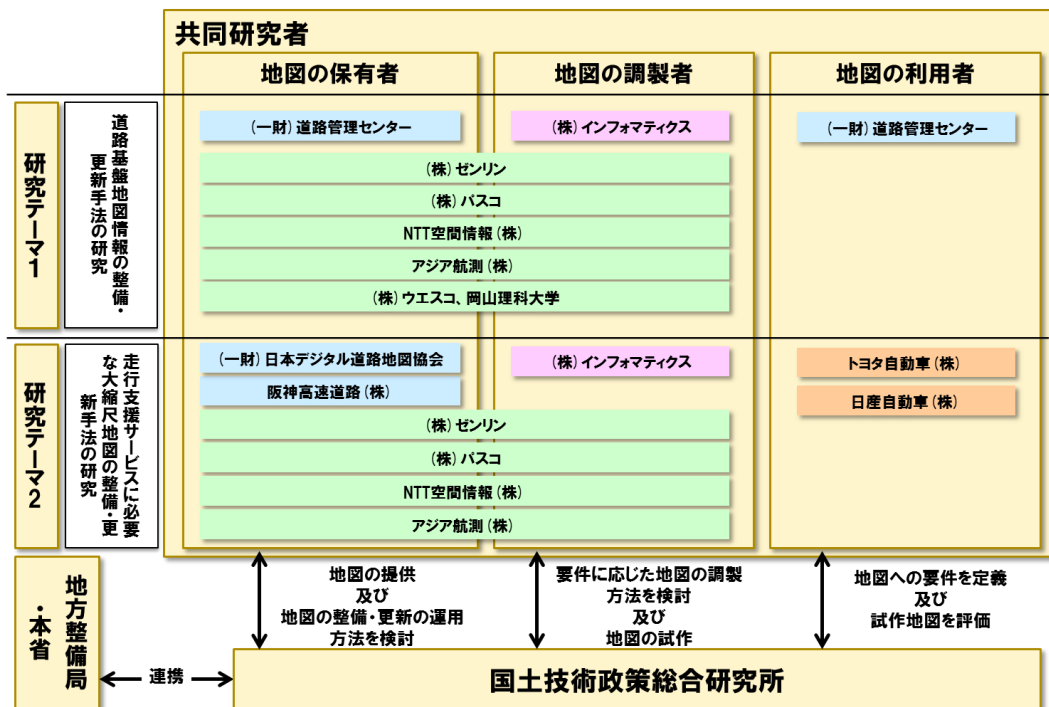 共同研究者
地図の保有者
地図の調製者
地図の利用者
研究テーマ1
道路基盤地図情報の整備・
更新手法の研究
(一財)道路管理センター
(株)インフォマティクス
(一財)道路管理センター
(株)ゼンリン
(株)パスコ
NTT空間情報(株)
アジア航測(株)
(株)ウエスコ、岡山理科大学
研究テーマ2
走行支援サービスに必要
な大縮尺地図の整備・更
新手法の研究
(一財)日本デジタル道路地図協会
(株)インフォマティクス
トヨタ自動車(株)
阪神高速道路(株)
日産自動車(株)
(株)ゼンリン
(株)パスコ
NTT空間情報(株)
アジア航測(株)
地図の提供
及び
地図の整備・更新の運用
方法を検討
要件に応じた地図の調製
方法を検討
及び
地図の試作
地図への要件を定義
及び
試作地図を評価
地方整備局
・本省
連携
国土技術政策総合研究所